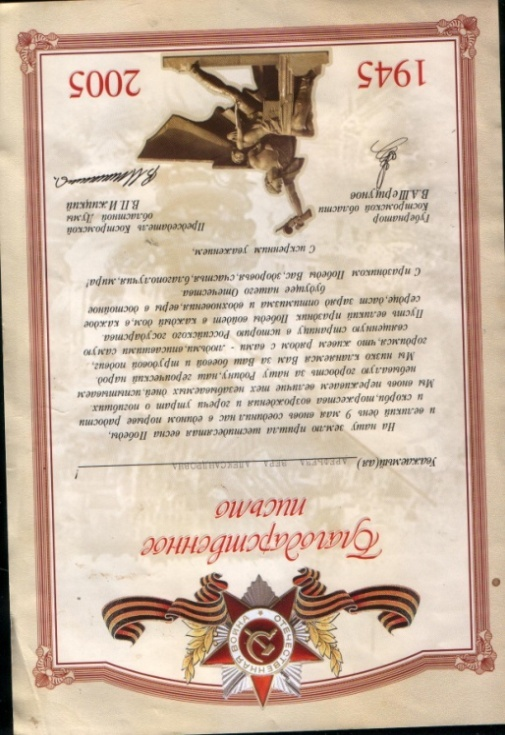 ОТЕЧЕСТВЕННАЯ ВОЙНА
Благодарственное
письмо
Уважаемый(ая) ВЕРА АЛЕКСАНДРОВНА !
На нашу землю пришла шестидесятая весна Победы,
и великий день 9 мая вновь соединил нас в едином порыве радости
и скорби, торжества возрождения и горечи утрат о погибших
Мы вновь переживаем величие тех незабываемых дней, испытываем
небывалую гордость за нашу Родину, наш героический народ.
Мы низко кланяемся Вам за Ваш боевой и трудовой подвиг,
гордимся, что живем рядом с вами - людьми, вписавшими самую
священную страницу в историю Российского государства.
Пусть великий праздник Победы войдет в каждый дом, в каждое
сердце, даст заряд оптимизма и вдохновения, веры в достойное
будущее нашего Отечества.
С праздником Победы Вас, здоровья, счастья, благополучия, мира!
С искренним уважением,
Губернатор
Костромской области
В.А.Шершунов
Председатель Костромской
областной Думы
В.П.Ижицкий
1945
2005